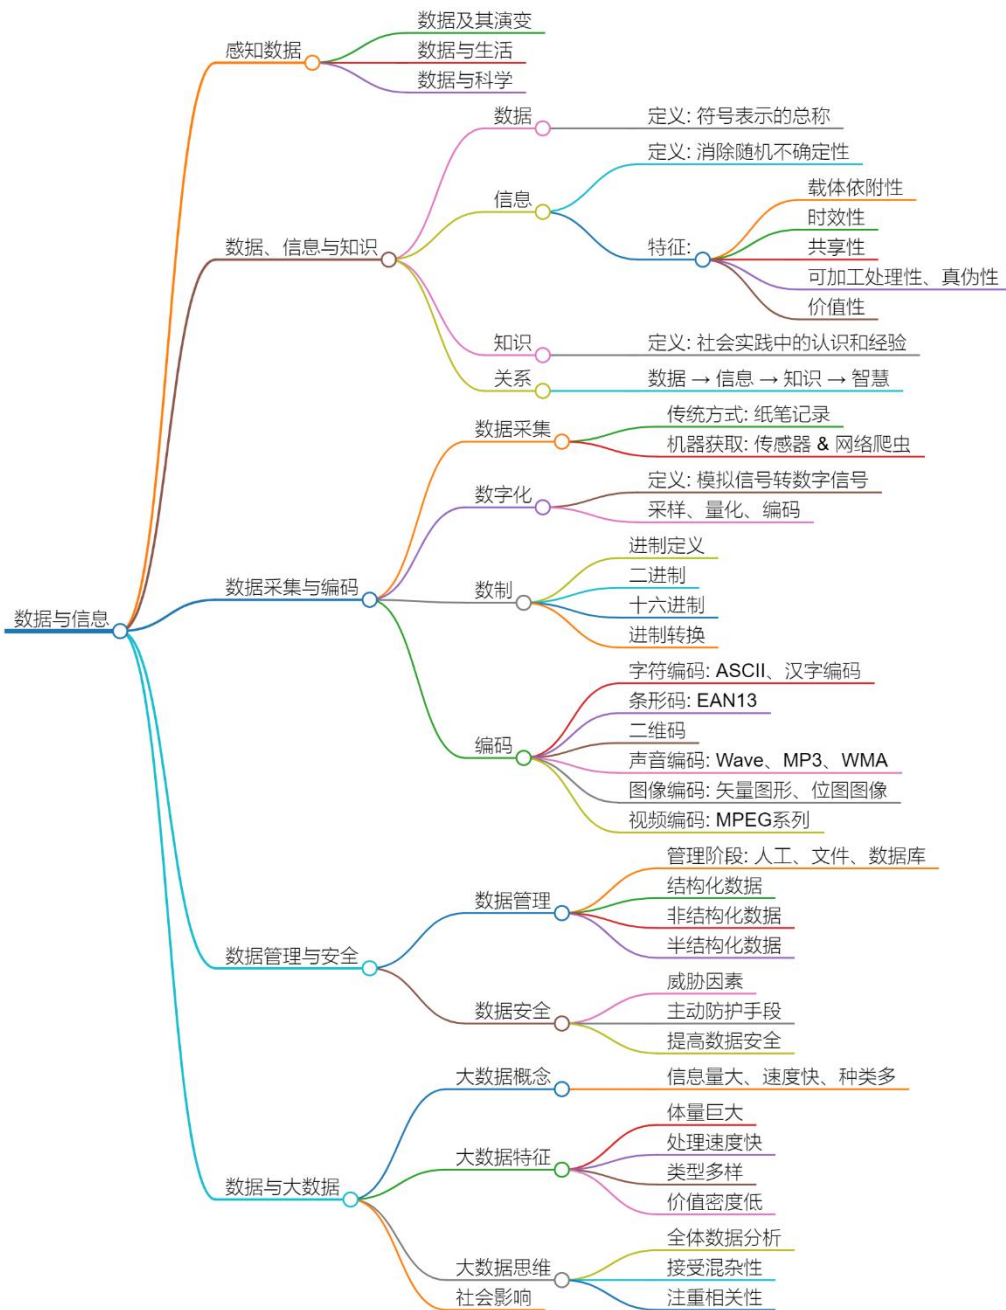 数据与信息
感知数据
数据及其演变
数据与生活
数据与科学
数据、信息与知识
数据
定义: 符号表示的总称
信息
定义: 消除随机不确定性
特征:
载体依附性
时效性
共享性
可加工处理性、真伪性
价值性
知识
定义: 社会实践中的认识和经验
关系
数据 → 信息 → 知识 → 智慧
数据采集与编码
数据采集
传统方式: 纸笔记录
机器获取: 传感器 & 网络爬虫
数字化
定义: 模拟信号转数字信号
采样、量化、编码
数制
进制定义
二进制
十六进制
进制转换
编码
字符编码: ASCII、汉字编码
条形码: EAN13
二维码
声音编码: Wave、MP3、WMA
图像编码: 矢量图形、位图图像
视频编码: MPEG系列
数据管理与安全
数据管理
管理阶段: 人工、文件、数据库
结构化数据
非结构化数据
半结构化数据
数据安全
威胁因素
主动防护手段
提高数据安全
数据与大数据
大数据概念
信息量大、速度快、种类多
大数据特征
体量巨大
处理速度快
类型多样
价值密度低
大数据思维
全体数据分析
接受混杂性
注重相关性
社会影响